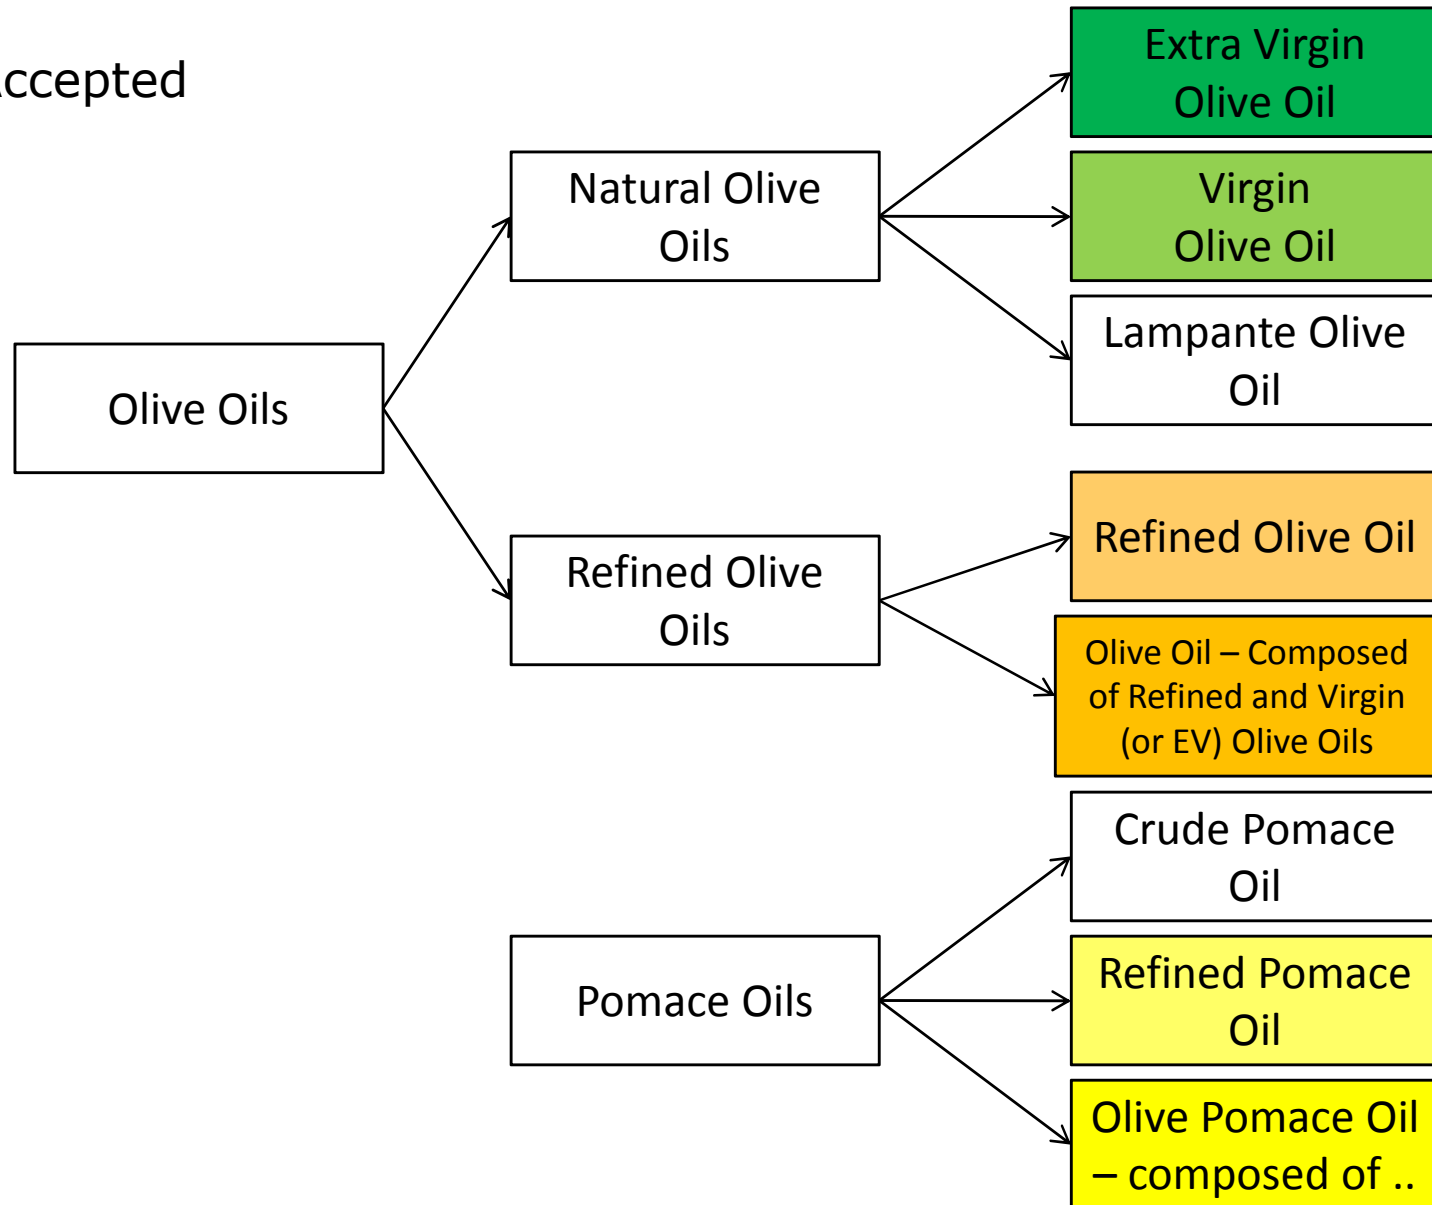 Accepted
Extra Virgin
Olive Oil
Natural Olive
Oils
Virgin
Olive Oil
Lampante Olive
Oil
Olive Oils
Refined Olive Oil
Refined Olive
Oils
Olive Oil – Composed
of Refined and Virgin
(or EV) Olive Oils
Crude Pomace
Oil
Pomace Oils
Refined Pomace
Oil
Olive Pomace Oil
– composed of ..